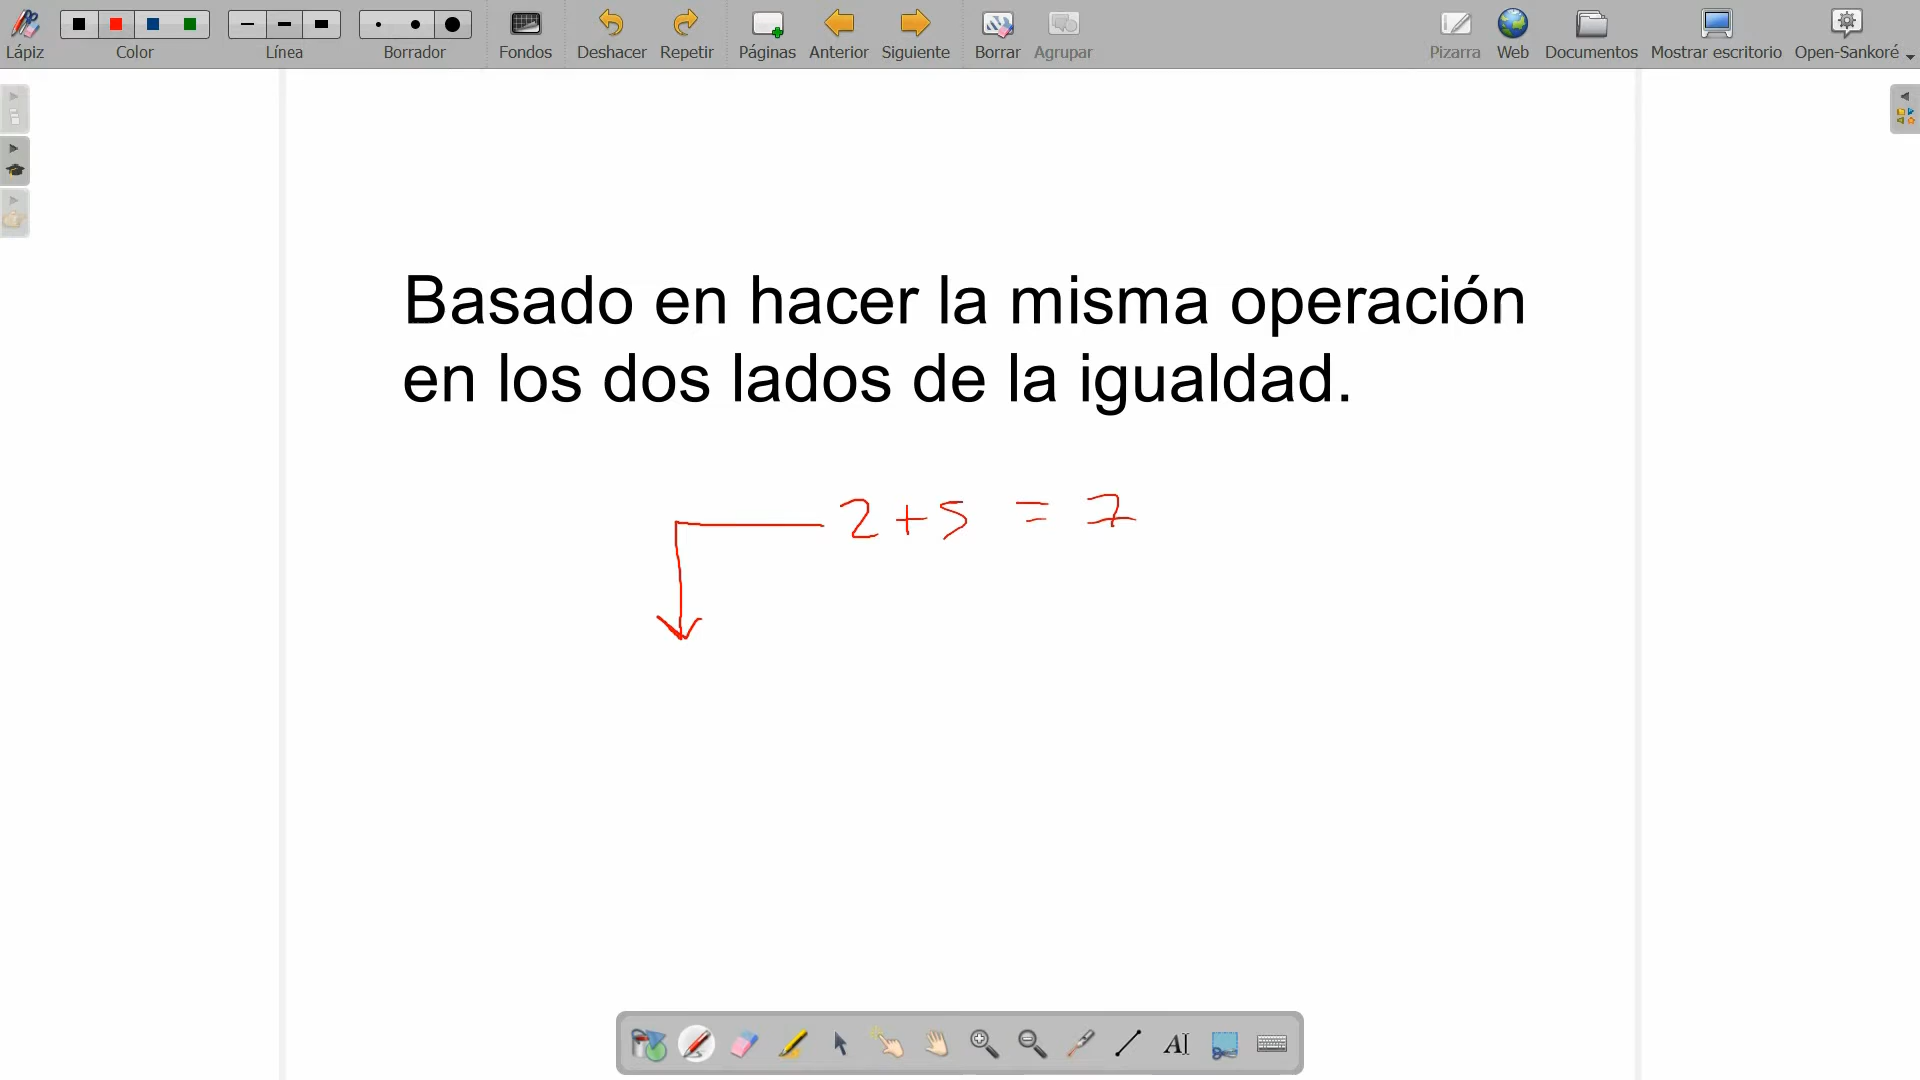 Lápiz Color Línea Borrador Fondos Deshacer Repetir Páginas Anterior Siguiente Borrar Agrupar Pizarra Web Documentos Mostrar escritorio Open-Sankoré
Basado en hacer la misma operación
en los dos lados de la igualdad.
2 + 5 = 7
AI